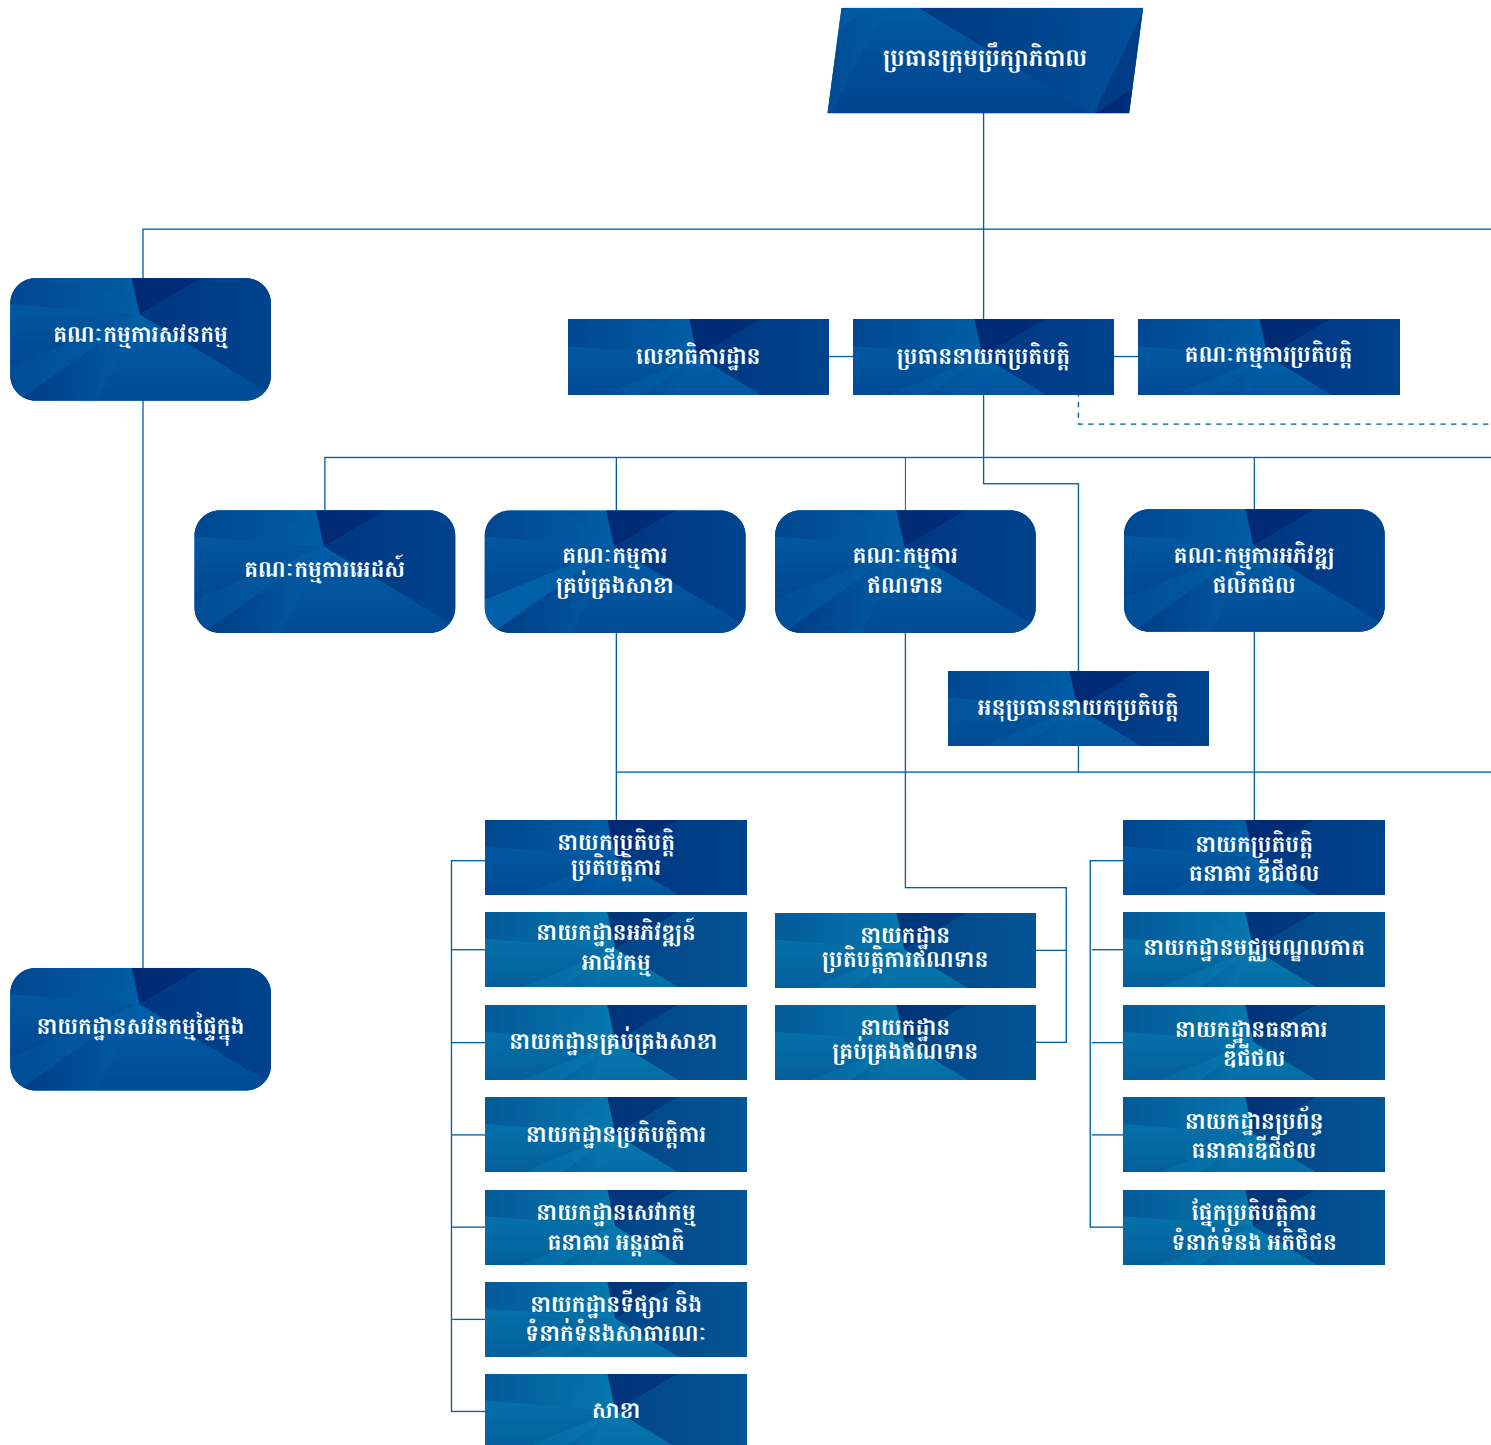 ប្រធានក្រុមប្រឹក្សាភិបាល
គណៈកម្មការសវនកម្ម
លេខាធិការដ្ឋាន
ប្រធាននាយកប្រតិបត្តិ
គណៈកម្មការប្រតិបត្តិ
គណៈកម្មការអេដស៍
គណៈកម្មការ
គ្រប់គ្រងសាខា
គណៈកម្មការ
ឥណទាន
គណៈកម្មការអភិវឌ្ឍ
ផលិតផល
អនុប្រធាននាយកប្រតិបត្តិ
នាយកប្រតិបត្តិ
ប្រតិបត្តិការ
នាយកដ្ឋានអភិវឌ្ឍន៍
អាជីវកម្ម
នាយកដ្ឋានគ្រប់គ្រងសាខា
នាយកដ្ឋានប្រតិបត្តិការ
នាយកដ្ឋានសេវាកម្ម
ធនាគារ អន្តរជាតិ
នាយកដ្ឋានទីផ្សារ និង
ទំនាក់ទំនងសាធារណៈ
សាខា
នាយកដ្ឋាន
ប្រតិបត្តិការឥណទាន
នាយកដ្ឋាន
គ្រប់គ្រងឥណទាន
នាយកប្រតិបត្តិ
ធនាគារ ឌីជីថល
នាយកដ្ឋានមជ្ឈមណ្ឌលកាត
នាយកដ្ឋានធនាគារ
ឌីជីថល
នាយកដ្ឋានប្រព័ន្ធ
ធនាគារឌីជីថល
ផ្នែកប្រតិបត្តិការ
ទំនាក់ទំនង អតិថិជន
នាយកដ្ឋានសវនកម្មផ្ទៃក្នុង